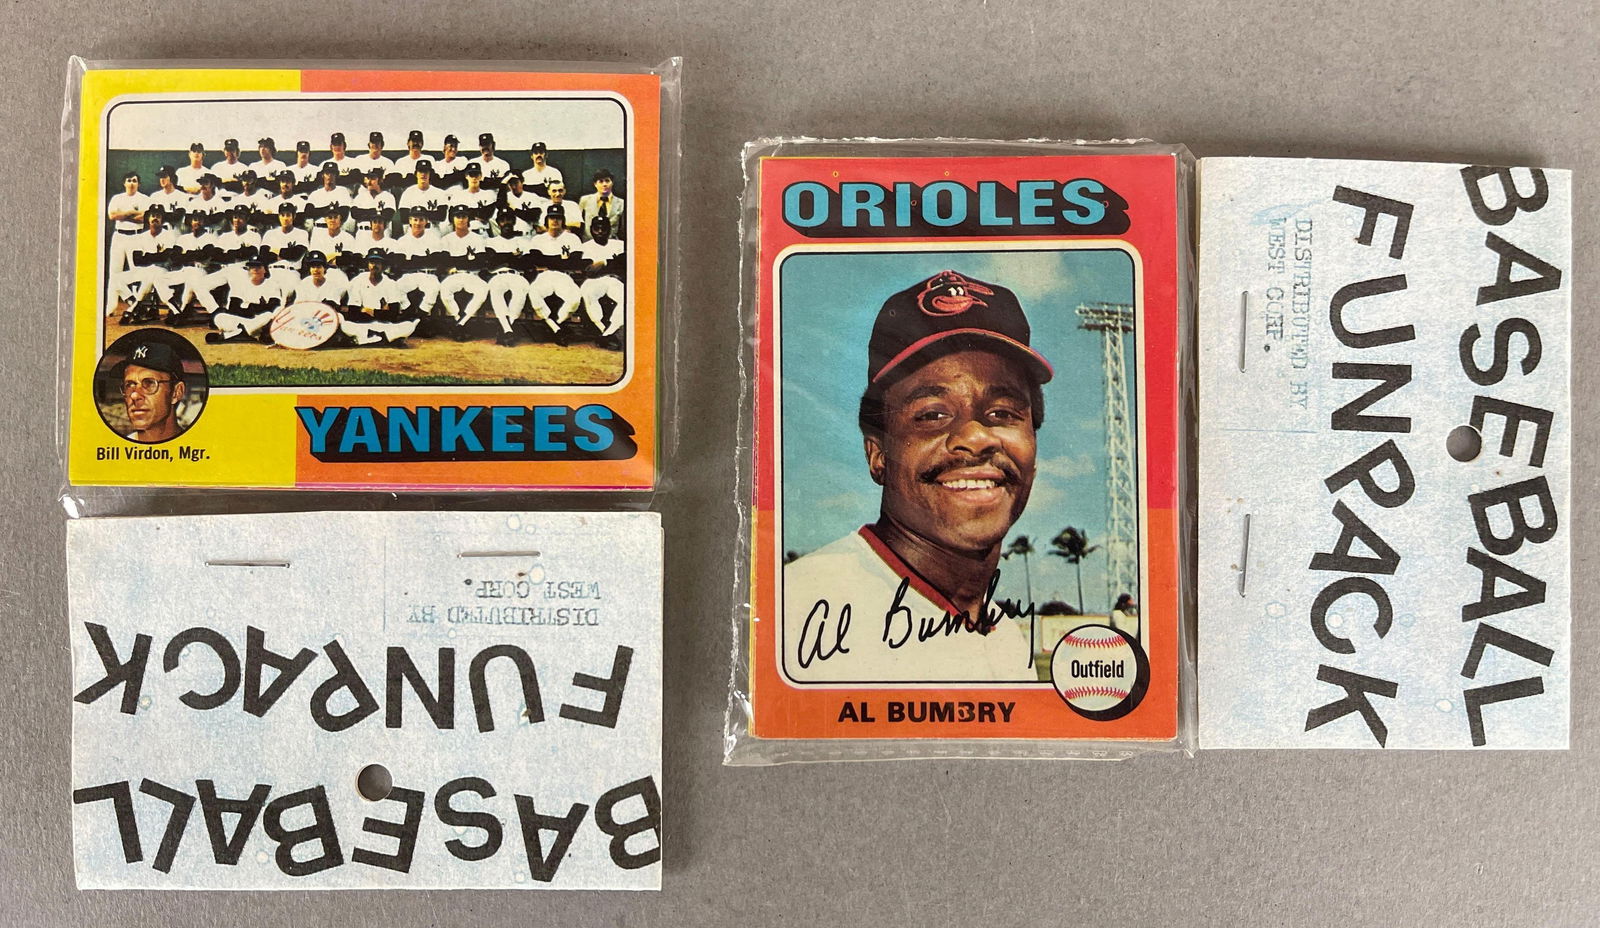 YANKEES
Bill Virdon, Mgr.
DISTRIBUTED BY
WEST CORP.
BASEBALL
FUNPACK
ORIOLES
Al Bumbry
Outfield
AL BUMBRY
DISTRIBUTED BY
WEST CORP.
BASEBALL
FUNPACK